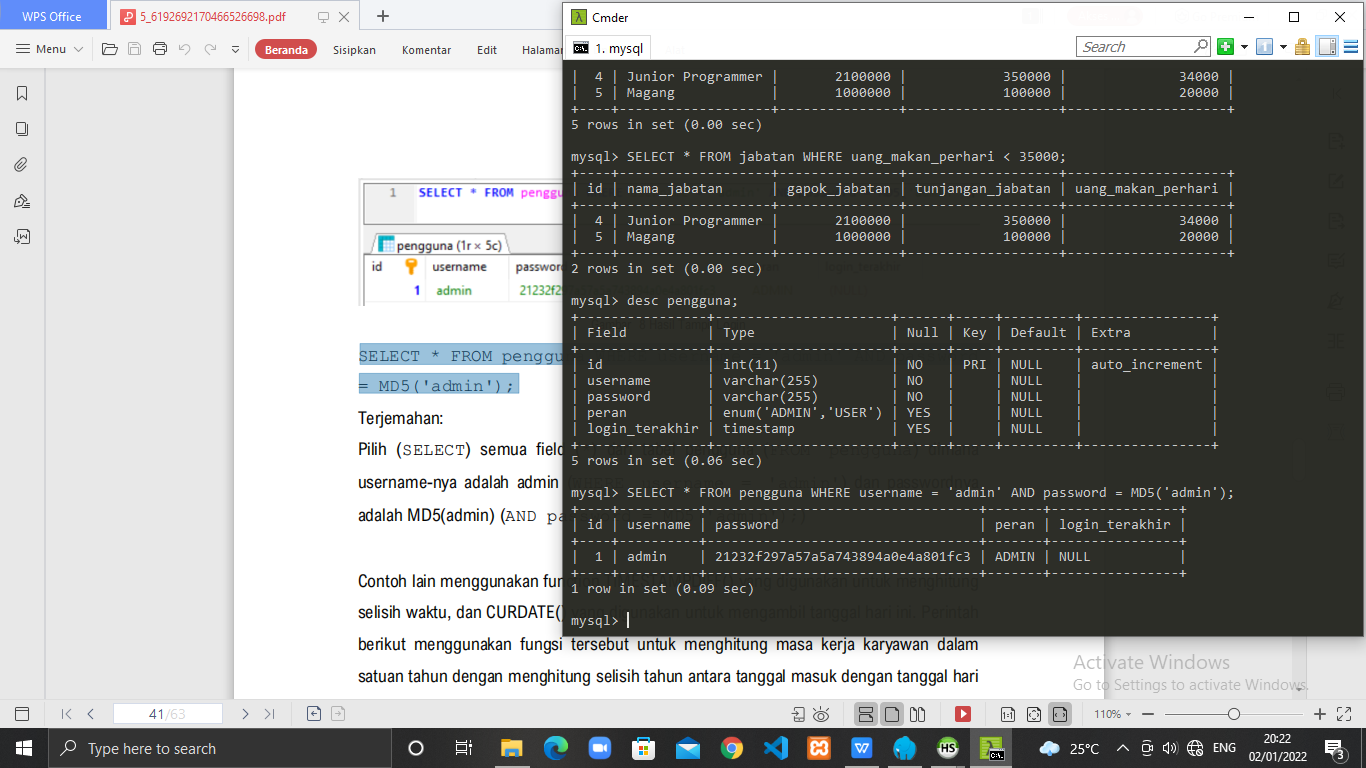 WPS Office
5_6192692170466526698.pdf
Menu
Beranda
Sisipkan
Komentar
Edit
Halaman
1 SELECT * FROM penggu
pengguna (1r × 5c)
id username password
1 admin 21232f297
SELECT * FROM penggu
= MD5('admin');
Terjemahan:
Pilih (SELECT) semua field
username-nya adalah admin
adalah MD5(admin) (AND pa
Contoh lain menggunakan fun
selisih waktu, dan CURDATE() yang digunakan untuk mengambil tanggal hari ini. Perintah
berikut menggunakan fungsi tersebut untuk menghitung masa kerja karyawan dalam
satuan tahun dengan menghitung selisih tahun antara tanggal masuk dengan tanggal hari
Cmder
1. mysql
Search
| 4 | Junior Programmer | 2100000 | 350000 | 34000 |
| 5 | Magang | 1000000 | 100000 | 20000 |
+----+-------------------+---------------+-------------------+--------------------+
5 rows in set (0.00 sec)
mysql> SELECT * FROM jabatan WHERE uang_makan_perhari < 35000;
+----+-------------------+---------------+-------------------+--------------------+
| id | nama_jabatan | gapok_jabatan | tunjangan_jabatan | uang_makan_perhari |
+----+-------------------+---------------+-------------------+--------------------+
| 4 | Junior Programmer | 2100000 | 350000 | 34000 |
| 5 | Magang | 1000000 | 100000 | 20000 |
+----+-------------------+---------------+-------------------+--------------------+
2 rows in set (0.00 sec)
mysql> desc pengguna;
+----------------+----------------------+------+-----+---------+----------------+
| Field | Type | Null | Key | Default | Extra |
+----------------+----------------------+------+-----+---------+----------------+
| id | int(11) | NO | PRI | NULL | auto_increment |
| username | varchar(255) | NO | | NULL | |
| password | varchar(255) | NO | | NULL | |
| peran | enum('ADMIN','USER') | YES | | NULL | |
| login_terakhir | timestamp | YES | | NULL | |
+----------------+----------------------+------+-----+---------+----------------+
5 rows in set (0.06 sec)
mysql> SELECT * FROM pengguna WHERE username = 'admin' AND password = MD5('admin');
+----+----------+----------------------------------+-------+----------------+
| id | username | password | peran | login_terakhir |
+----+----------+----------------------------------+-------+----------------+
| 1 | admin | 21232f297a57a5a743894a0e4a801fc3 | ADMIN | NULL |
+----+----------+----------------------------------+-------+----------------+
1 row in set (0.09 sec)
mysql>
Activate Windows
Go to Settings to activate Windows.
41/63
110%
Type here to search
25°C
ENG
20:22
02/01/2022
3